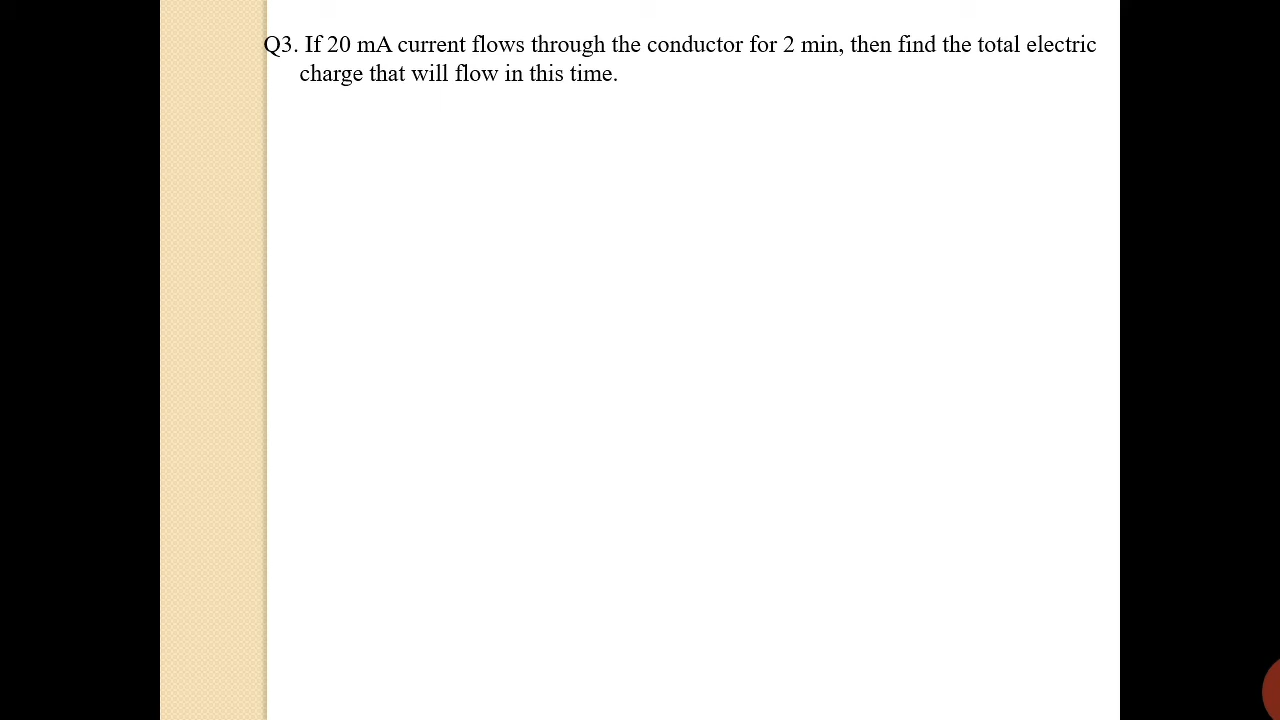 Q3. If 20 mA current flows through the conductor for 2 min, then find the total electric
charge that will flow in this time.